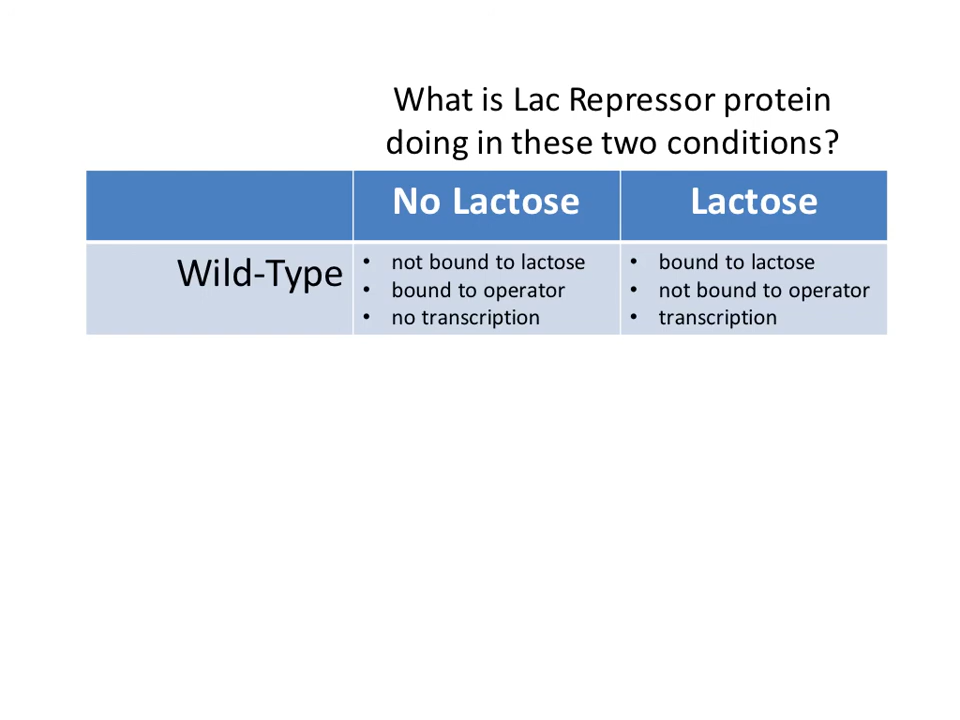 What is Lac Repressor protein
doing in these two conditions?
No Lactose
Lactose
Wild-Type
• not bound to lactose
• bound to operator
• no transcription
• bound to lactose
• not bound to operator
• transcription